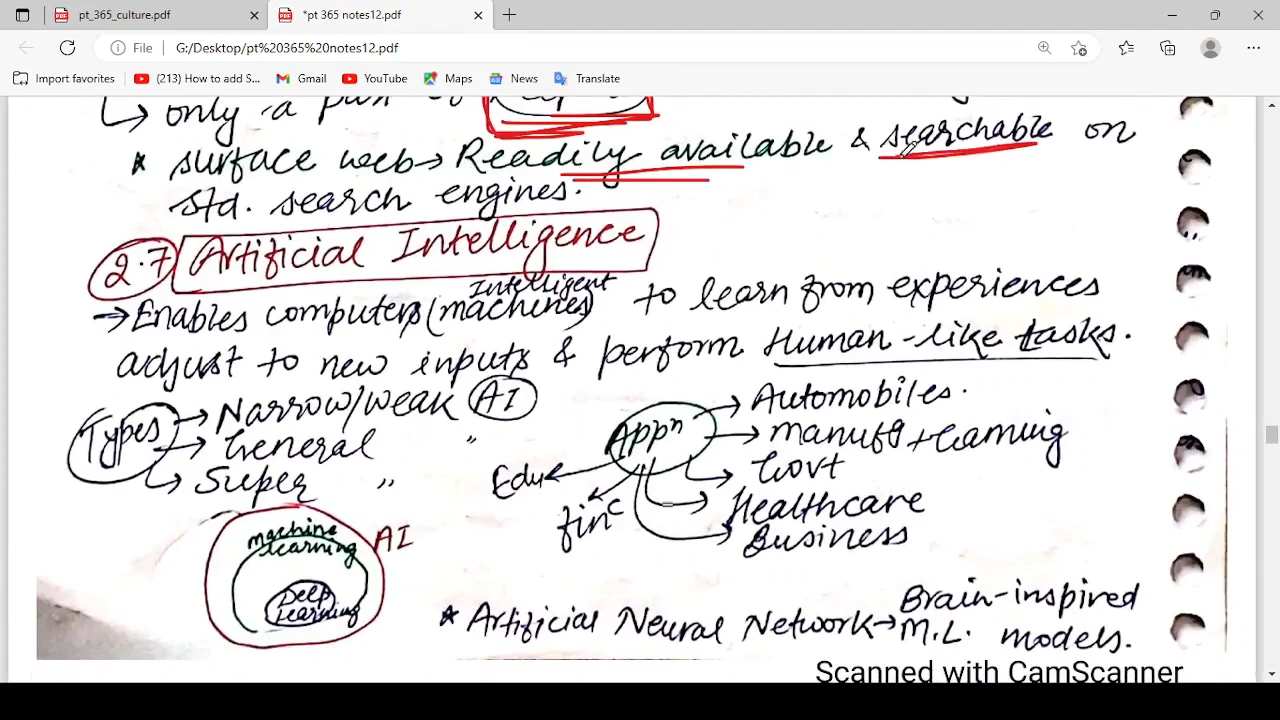 pt_365_culture.pdf
*pt 365 notes12.pdf
File G:/Desktop/pt%20365%20notes12.pdf
Import favorites (213) How to add S... Gmail YouTube Maps News Translate
only a part of
* surface web → Readily available & searchable on
std. search engines.
2.7 Artificial Intelligence
Intelligent
→ Enables computers (machines) to learn from experiences
adjust to new inputs & perform Human-like tasks.
Types → Narrow/weak AI
→ General "
→ Super "
Appⁿ → Automobiles.
→ manufg +
→ Govt
→ Healthcare
→ Business
Edu
finᶜ
machine learning
AI
Deep learning
* Artificial Neural Network → Brain-inspired
M.L. models.
Scanned with CamScanner